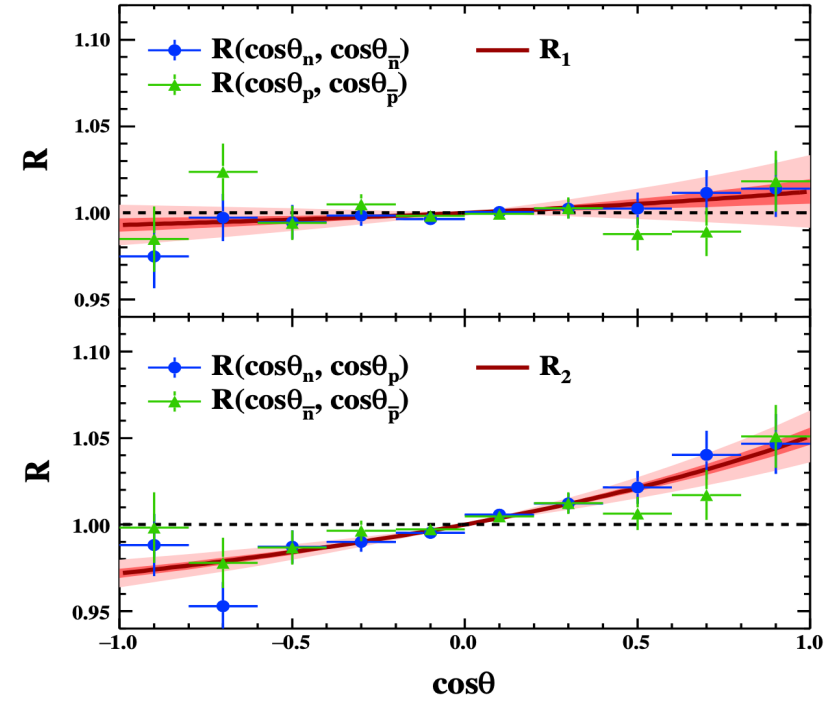 1.10
R(cosθₙ, cosθn̅) R₁
R(cosθₚ, cosθp̅)
1.05
R
1.00
0.95
1.10
R(cosθₙ, cosθₚ) R₂
R(cosθn̅, cosθp̅)
1.05
R
1.00
0.95
−1.0 −0.5 0.0 0.5 1.0
cosθ